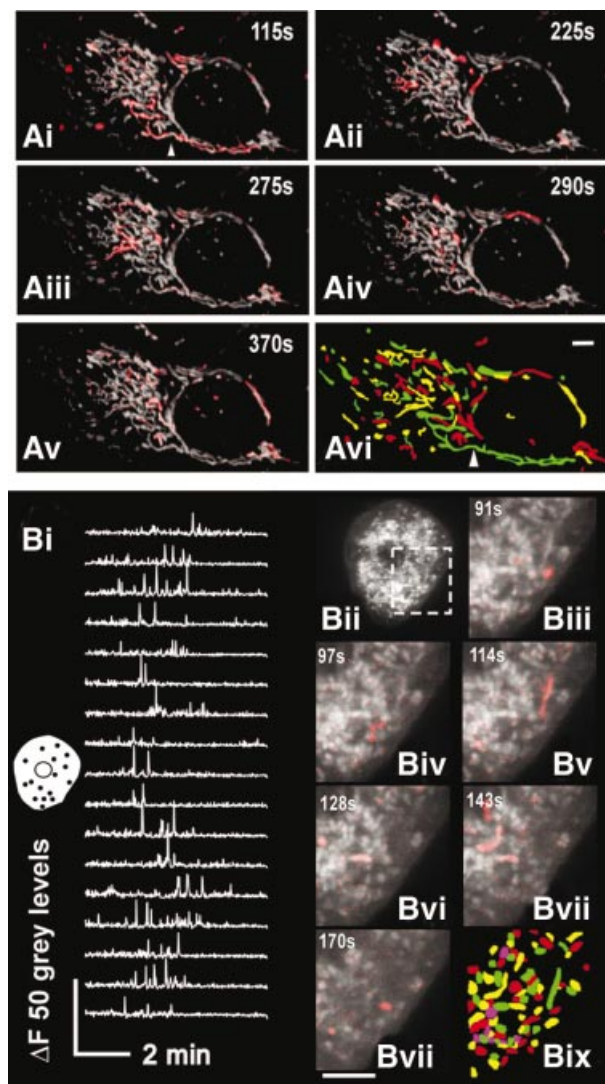 115s
Ai
225s
Aii
275s
Aiii
290s
Aiv
370s
Av
Avi
Bi
ΔF 50 grey levels
2 min
Bii
91s
Biii
97s
Biv
114s
Bv
128s
Bvi
143s
Bvii
170s
Bvii
Bix